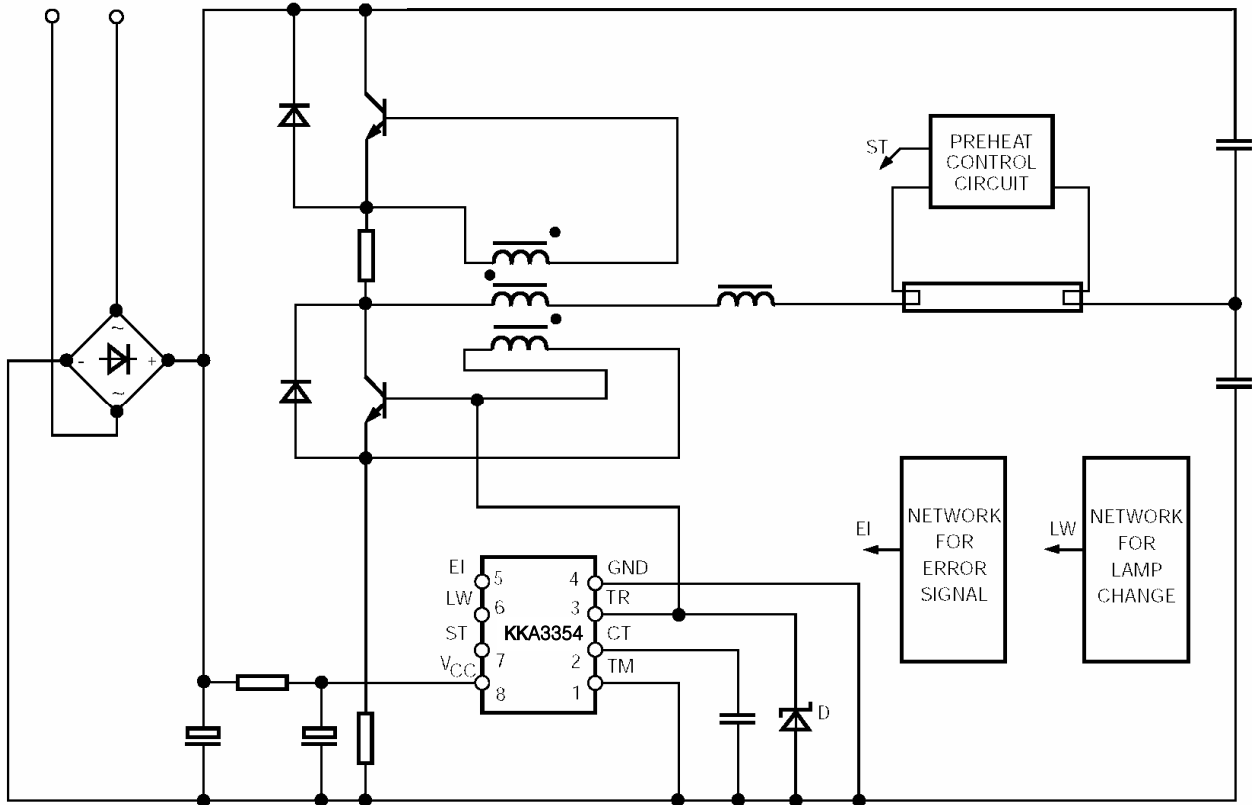 ST
PREHEAT
CONTROL
CIRCUIT
~
- +
~
EI
NETWORK
FOR
ERROR
SIGNAL
LW
NETWORK
FOR
LAMP
CHANGE
EI 5 4 GND
LW 6 3 TR
KKA3354
ST 7 2 CT
VCC 8 1 TM
D